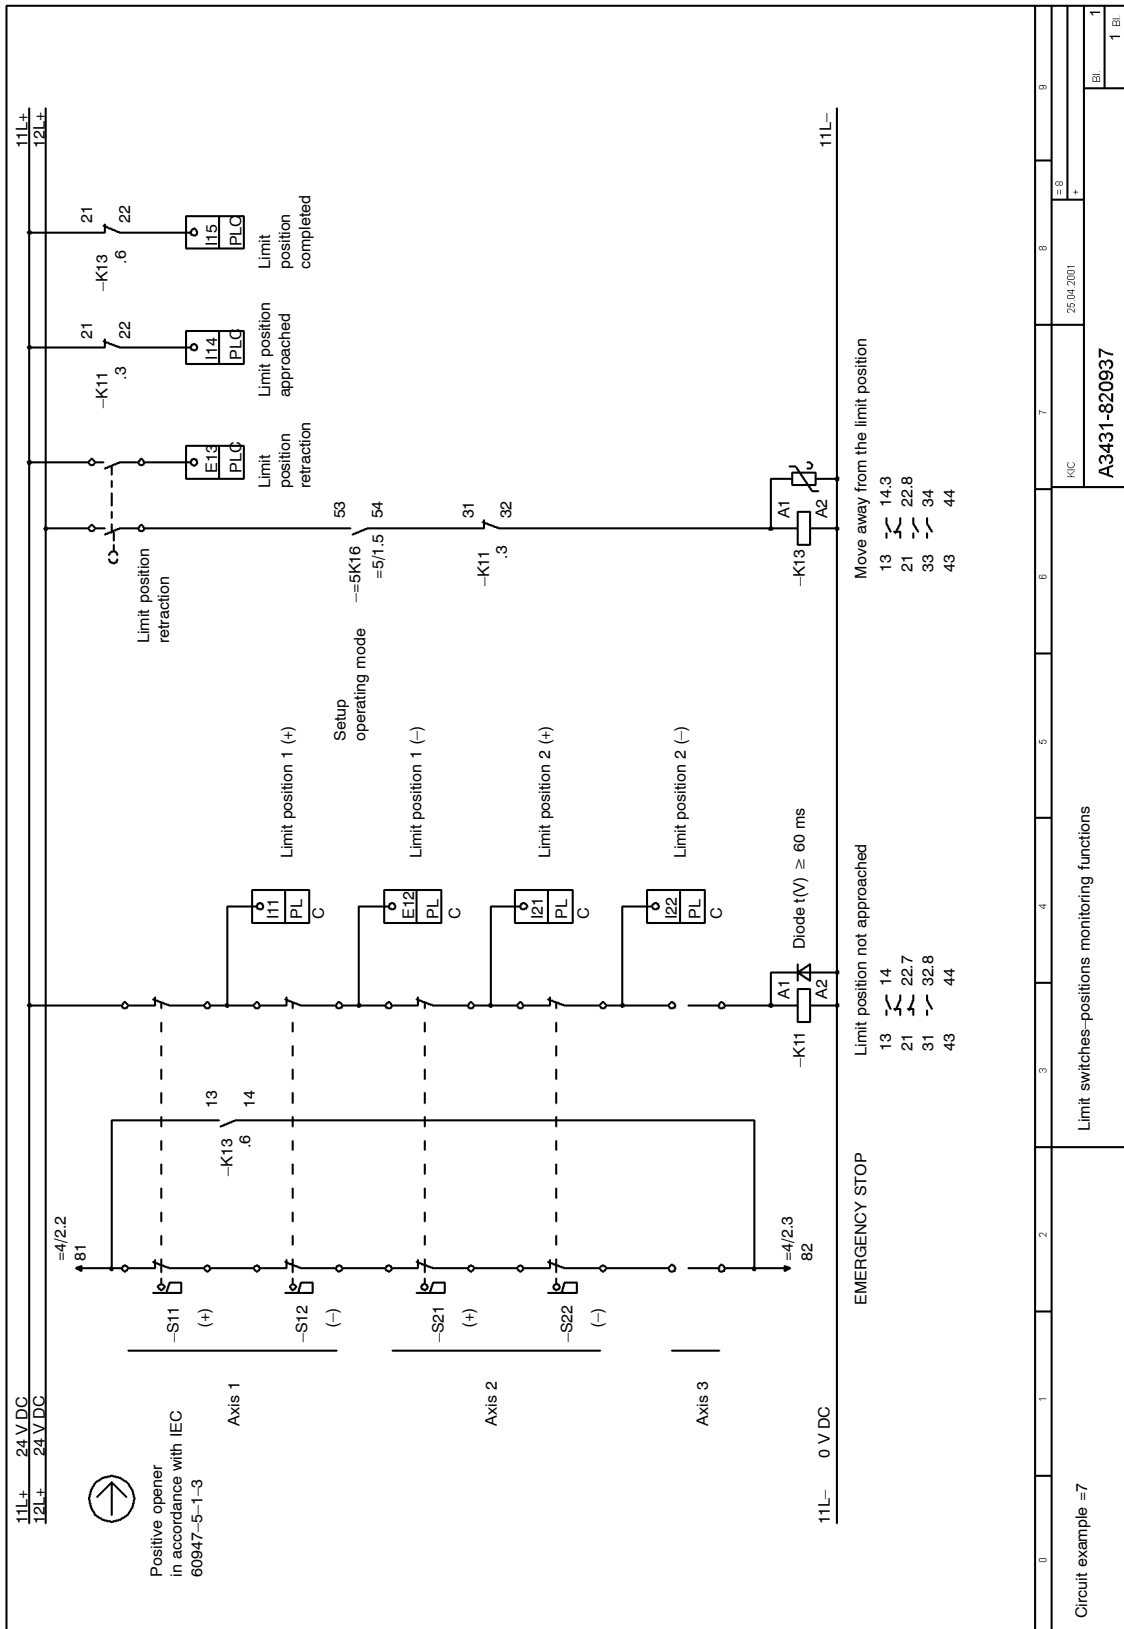 11L+ 24 V DC 11L+
12L+ 24 V DC 12L+
Positive opener
in accordance with IEC
60947–5–1–3
=4/2.2
81
–S11
(+)
–S12
(–)
Axis 1
–S21
(+)
–S22
(–)
Axis 2
Axis 3
=4/2.3
82
EMERGENCY STOP
–K13
.6
13
14
I11
PL
C
Limit position 1 (+)
E12
PL
C
Limit position 1 (–)
I21
PL
C
Limit position 2 (+)
I22
PL
C
Limit position 2 (–)
–K11
A1
A2
Diode t(V) ≥ 60 ms
Limit position not approached
13 14
21 22.7
31 32.8
43 44
Limit position
retraction
Setup
operating mode
–=5K16
=5/1.5
53
54
–K11
.3
31
32
–K13
A1
A2
Move away from the limit position
13 14.3
21 22.8
33 34
43 44
E13
PLC
Limit
position
retraction
–K11
.3
21
22
I14
PLC
Limit position
approached
–K13
.6
21
22
I15
PLC
Limit
position
completed
11L– 0 V DC 11L–
0 1 2 3 4 5 6 7 8 9
Circuit example =7
Limit switches–positions monitoring functions
KIC
25.04.2001
= 8
+
A3431-820937
Bl. 1
1 Bl.